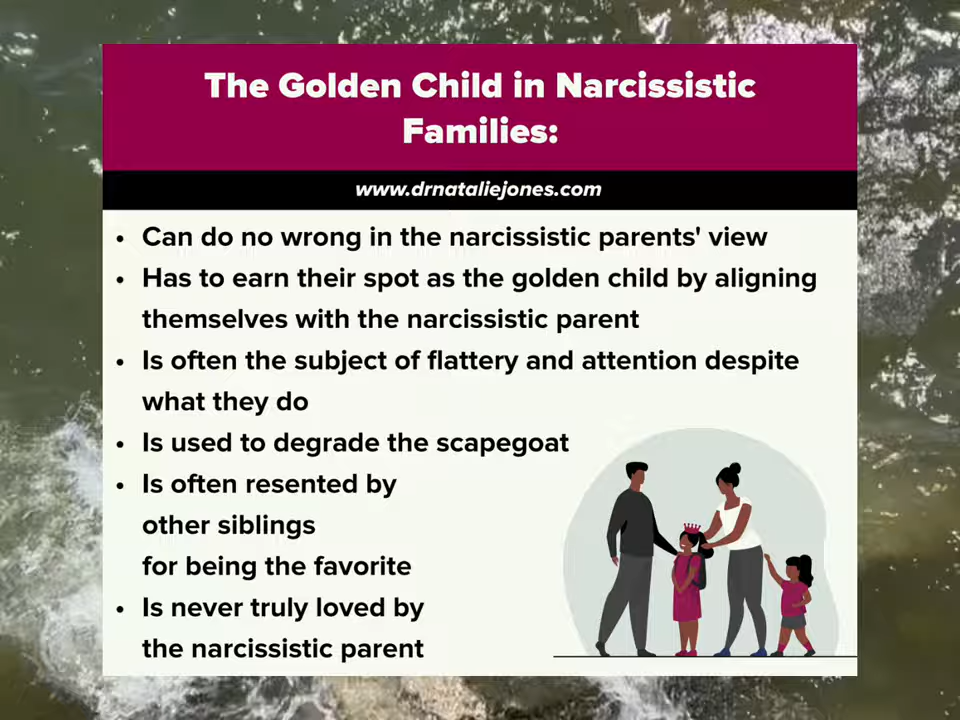 The Golden Child in Narcissistic
Families:
www.drnataliejones.com
• Can do no wrong in the narcissistic parents' view
• Has to earn their spot as the golden child by aligning
themselves with the narcissistic parent
• Is often the subject of flattery and attention despite
what they do
• Is used to degrade the scapegoat
• Is often resented by
other siblings
for being the favorite
• Is never truly loved by
the narcissistic parent